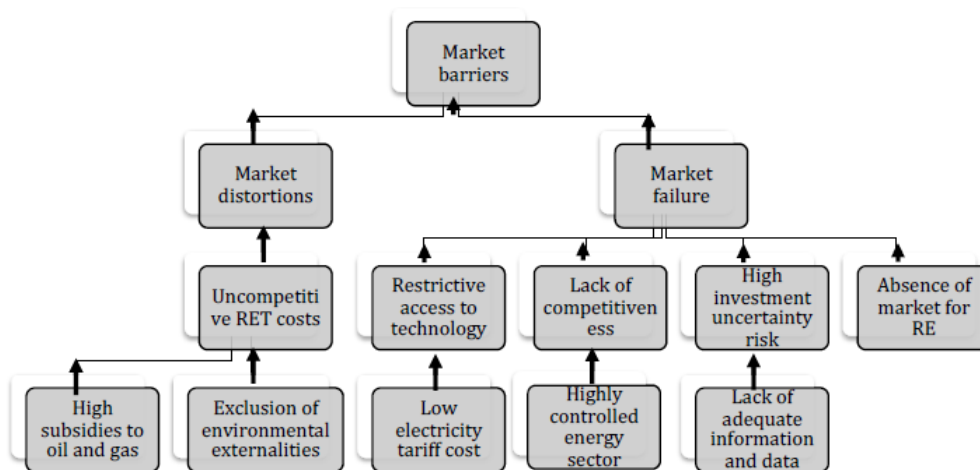 Market
barriers
Market
distortions
Market
failure
Uncompetiti
ve RET costs
Restrictive
access to
technology
Lack of
competitiven
ess
High
investment
uncertainty
risk
Absence of
market for
RE
High
subsidies to
oil and gas
Exclusion of
environmental
externalities
Low
electricity
tariff cost
Highly
controlled
energy
sector
Lack of
adequate
information
and data